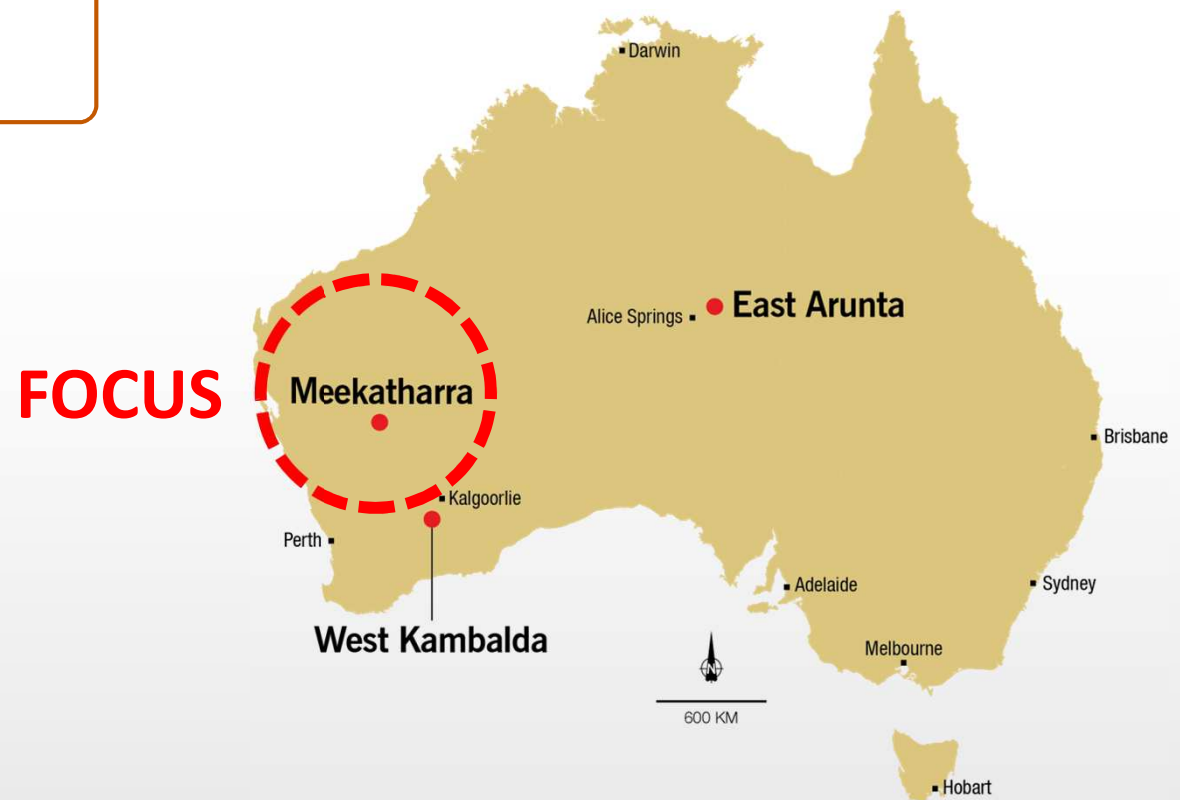 Darwin
Alice Springs
East Arunta
FOCUS
Meekatharra
Brisbane
Kalgoorlie
Perth
Adelaide
Sydney
West Kambalda
Melbourne
N
600 KM
Hobart